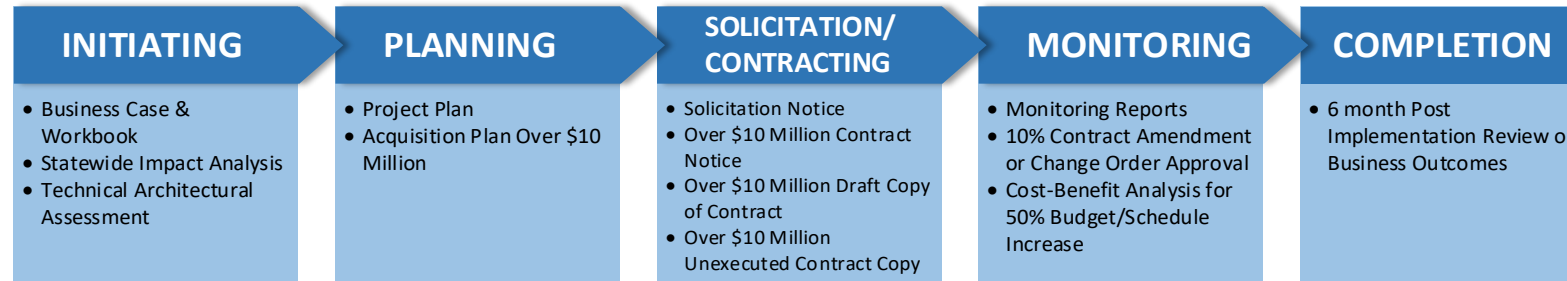 INITIATING
• Business Case &
Workbook
• Statewide Impact Analysis
• Technical Architectural
Assessment
PLANNING
• Project Plan
• Acquisition Plan Over $10
Million
SOLICITATION/
CONTRACTING
• Solicitation Notice
• Over $10 Million Contract
Notice
• Over $10 Million Draft Copy
of Contract
• Over $10 Million
Unexecuted Contract Copy
MONITORING
• Monitoring Reports
• 10% Contract Amendment
or Change Order Approval
• Cost-Benefit Analysis for
50% Budget/Schedule
Increase
COMPLETION
• 6 month Post
Implementation Review
Business Outcomes